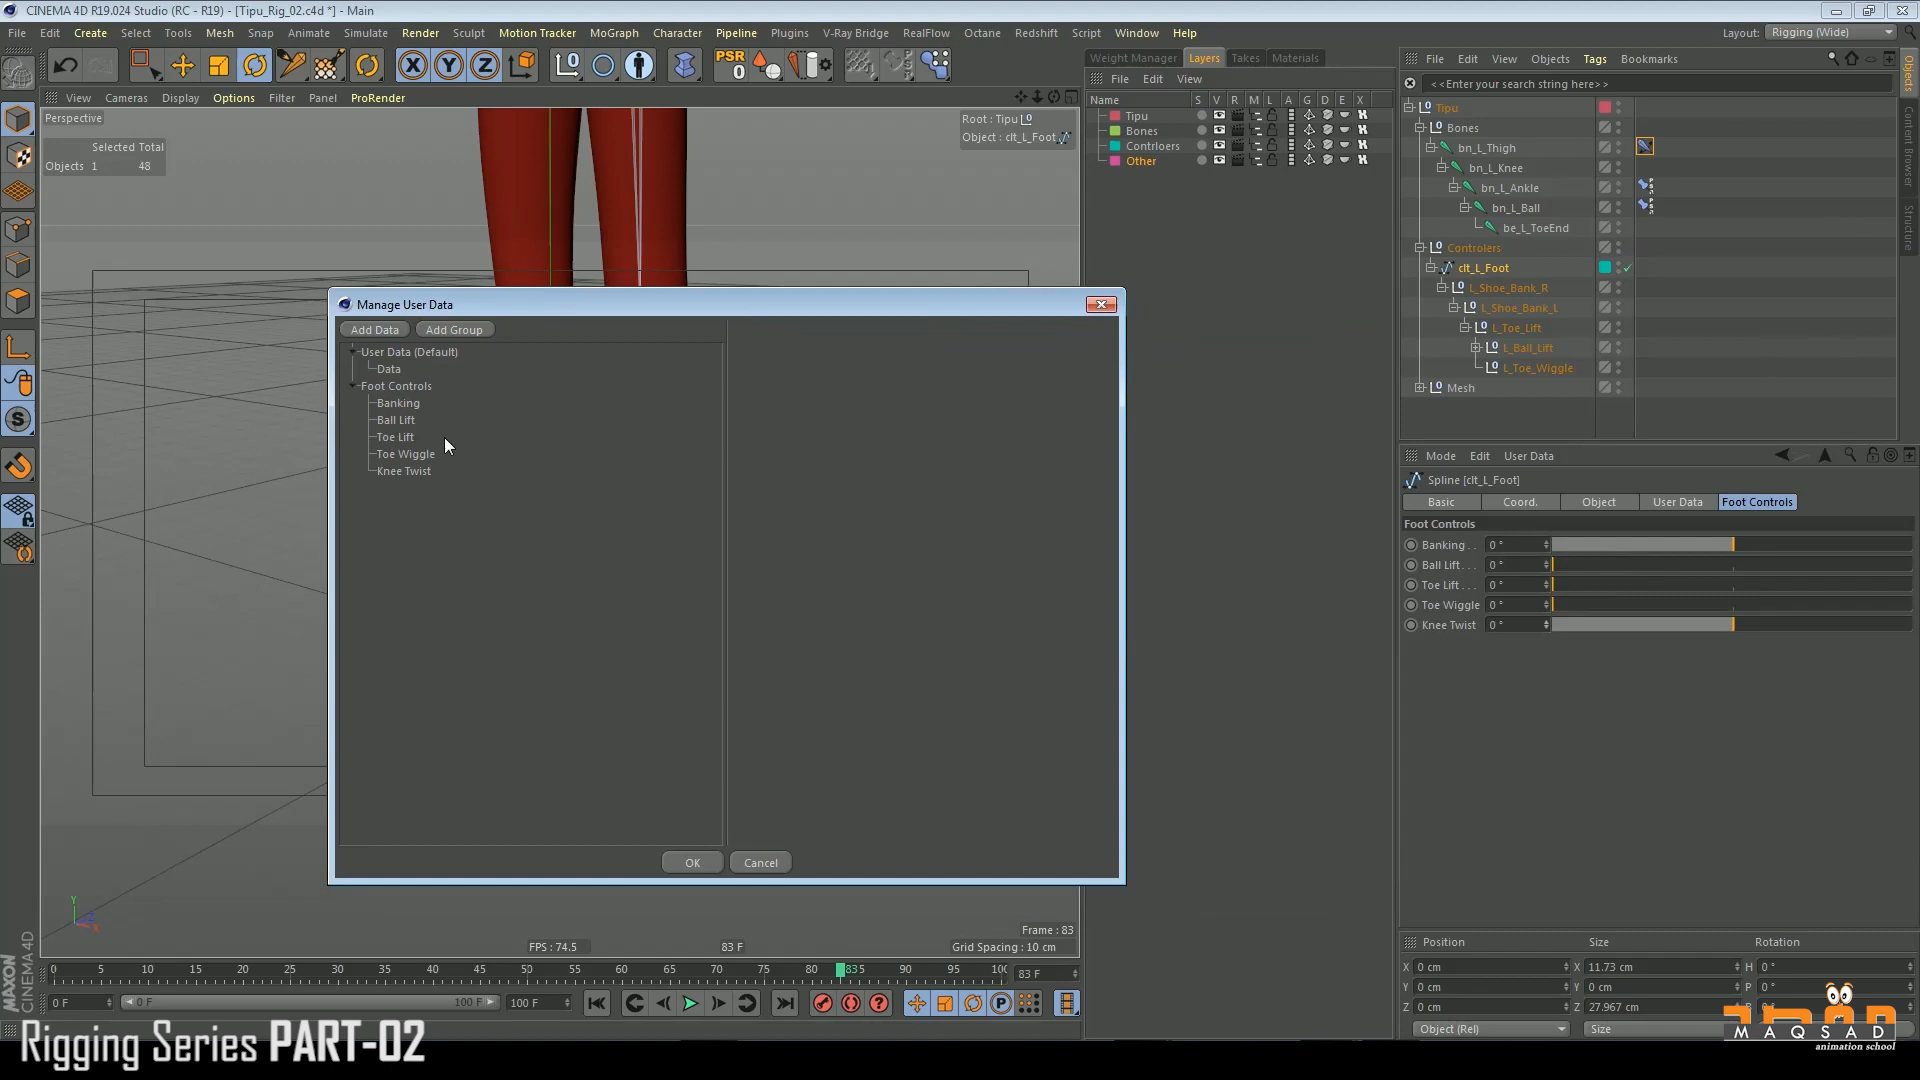 CINEMA 4D R19.024 Studio (RC - R19) - [Tipu_Rig_02.c4d *] - Main
File Edit Create Select Tools Mesh Snap Animate Simulate Render Sculpt Motion Tracker MoGraph Character Pipeline Plugins V-Ray Bridge RealFlow Octane Redshift Script Window Help
Layout: Rigging (Wide)
View Cameras Display Options Filter Panel ProRender
Perspective
Selected Total
Objects 1 48
Root : Tipu
Object : clt_L_Foot
PSR
0
Weight Manager Layers Takes Materials
File Edit View
Name S V R M L A G D E X
Tipu
Bones
Contrloers
Other
File Edit View Objects Tags Bookmarks
<<Enter your search string here>>
Tipu
Bones
bn_L_Thigh
bn_L_Knee
bn_L_Ankle
bn_L_Ball
be_L_ToeEnd
Controlers
clt_L_Foot
L_Shoe_Bank_R
L_Shoe_Bank_L
L_Toe_Lift
L_Ball_Lift
L_Toe_Wiggle
Mesh
Objects
Content Browser
Structure
Manage User Data
Add Data Add Group
User Data (Default)
Data
Foot Controls
Banking
Ball Lift
Toe Lift
Toe Wiggle
Knee Twist
OK Cancel
Mode Edit User Data
Spline [clt_L_Foot]
Basic Coord. Object User Data Foot Controls
Foot Controls
Banking . . 0 °
Ball Lift . . . 0 °
Toe Lift . . . 0 °
Toe Wiggle 0 °
Knee Twist 0 °
Y
X
FPS : 74.5
83 F
Frame : 83
Grid Spacing : 10 cm
0 5 10 15 20 25 30 35 40 45 50 55 60 65 70 75 80 835 90 95 100
83 F
0 F 0 F 100 F 100 F
Position Size Rotation
X 0 cm X 11.73 cm H 0 °
Y 0 cm Y 0 cm P 0 °
Z 0 cm Z 27.967 cm
Object (Rel) Size
MAXON
CINEMA 4D
Rigging Series PART-02
MAQSAD
animation school